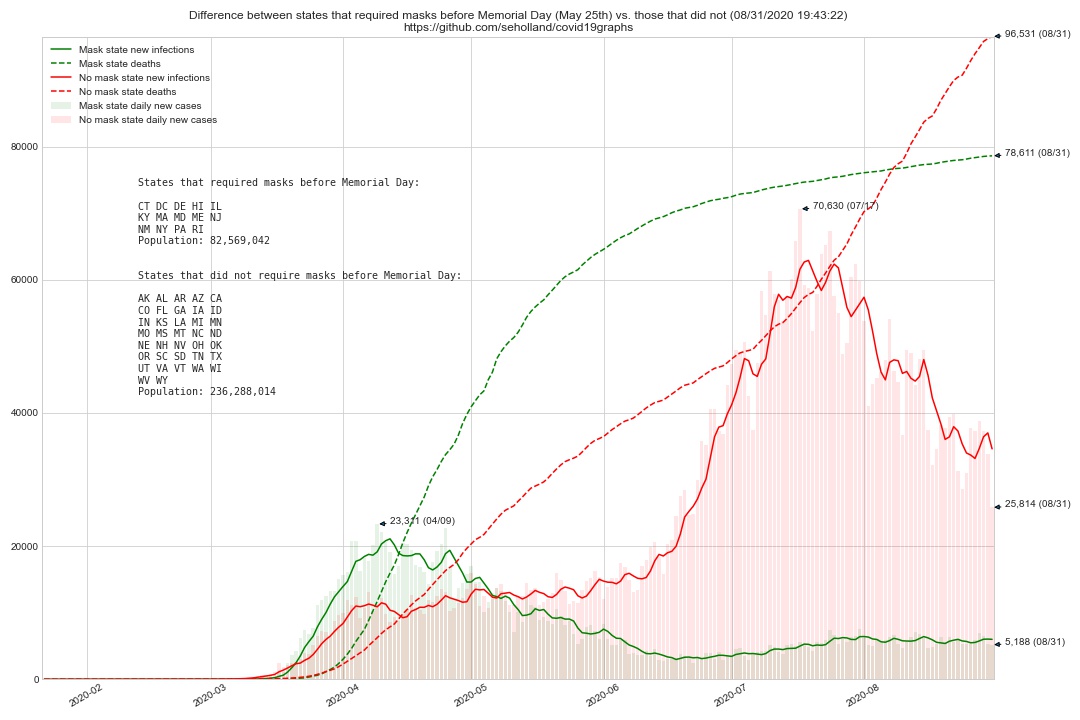 Difference between states that required masks before Memorial Day (May 25th) vs. those that did not (08/31/2020 19:43:22)
https://github.com/seholland/covid19graphs
Mask state new infections
Mask state deaths
No mask state new infections
No mask state deaths
Mask state daily new cases
No mask state daily new cases
States that required masks before Memorial Day:
CT DC DE HI IL
KY MA MD ME NJ
NM NY PA RI
Population: 82,569,042
States that did not require masks before Memorial Day:
AK AL AR AZ CA
CO FL GA IA ID
IN KS LA MI MN
MO MS MT NC ND
NE NH NV OH OK
OR SC SD TN TX
UT VA VT WA WI
WV WY
Population: 236,288,014
96,531 (08/31)
78,611 (08/31)
70,630 (07/17)
23,311 (04/09)
25,814 (08/31)
5,188 (08/31)
80000
60000
40000
20000
0
2020-02
2020-03
2020-04
2020-05
2020-06
2020-07
2020-08